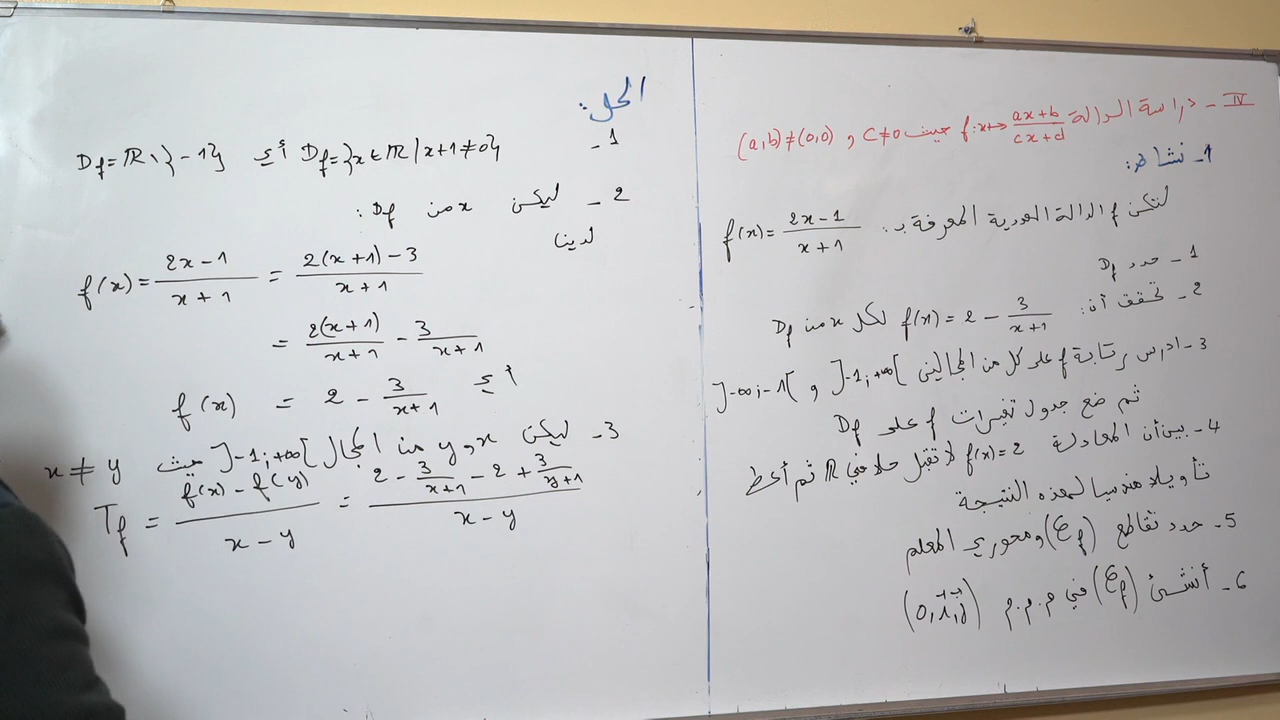 IV - دراسة الدالة f: x ↦ (ax+b)/(cx+d) حيث c≠0 و (a,b)≠(0,0)
1- نشاط:
لتكن f الدالة العددية المعرفة ب: f(x) = (2x-1)/(x+1)
1- حدد Df
2- تحقق أن: f(x) = 2 - 3/(x+1) لكل x من Df
3- ادرس رتابة f على كل من المجالين ]-1;+∞[ و ]-∞;-1[
ثم ضع جدول تغيرات f على Df
4- بين أن المعادلة f(x)=2 لا تقبل حلا في ℝ ثم أعط
تأويلا هندسيا لهذه النتيجة
5- حدد تقاطع (Cf) ومحوري المعلم
6- أنشئ (Cf) في م.م.م (O,i,j)
الحل:
1- Df = {x∈ℝ / x+1≠0} أي Df = ℝ \ {-1}
2- ليكن x من Df:
لدينا
f(x) = (2x-1)/(x+1) = (2(x+1)-3)/(x+1)
= 2(x+1)/(x+1) - 3/(x+1)
أي f(x) = 2 - 3/(x+1)
3- ليكن x و y من المجال ]-1;+∞[ حيث x≠y
Tf = (f(x)-f(y))/(x-y) = (2 - 3/(x+1) - 2 + 3/(y+1))/(x-y)